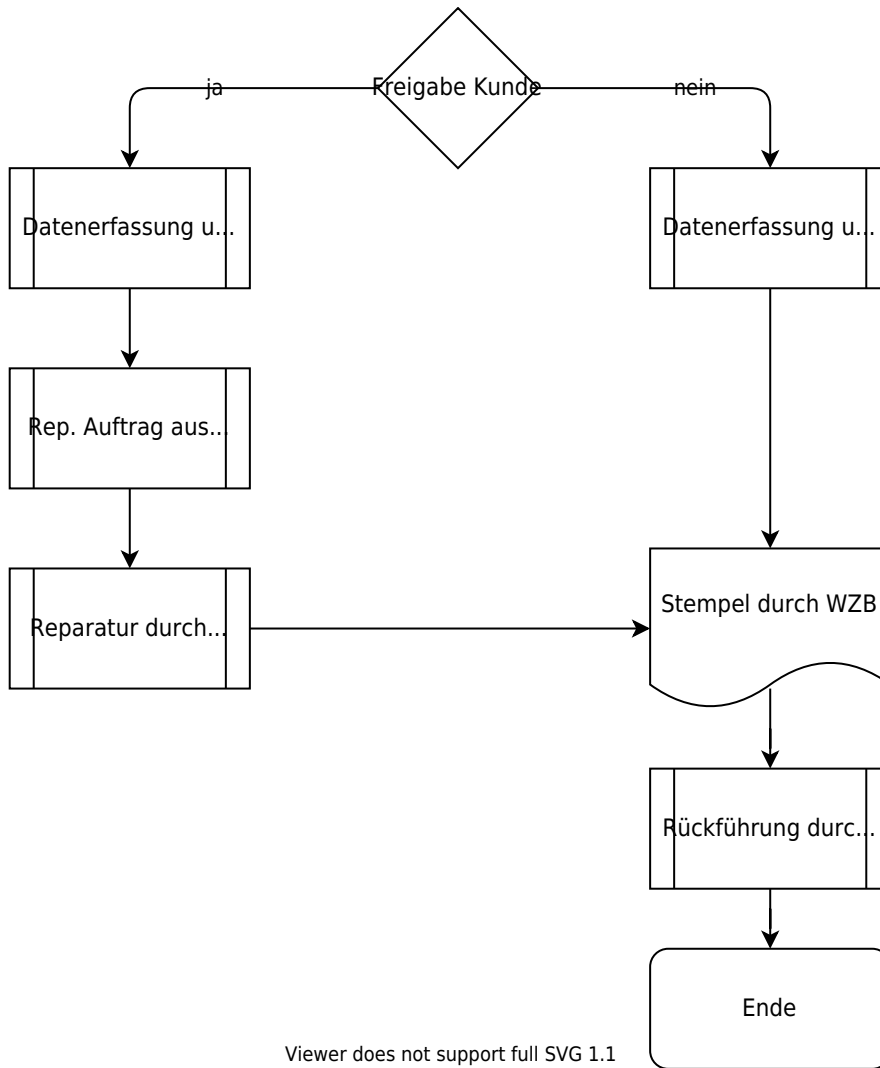 Freigabe Kunde
ja
nein
Datenerfassung u...
Datenerfassung u...
Rep. Auftrag aus...
Reparatur durch...
Stempel durch WZB
Rückführung durc...
Ende
Viewer does not support full SVG 1.1